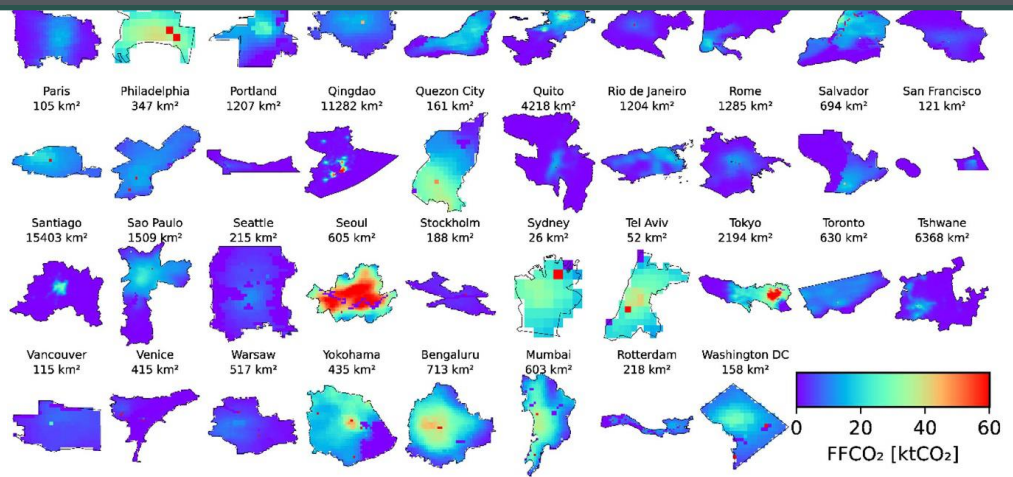 Paris Philadelphia Portland Qingdao Quezon City Quito Rio de Janeiro Rome Salvador San Francisco
105 km² 347 km² 1207 km² 11282 km² 161 km² 4218 km² 1204 km² 1285 km² 694 km² 121 km²
Santiago Sao Paulo Seattle Seoul Stockholm Sydney Tel Aviv Tokyo Toronto Tshwane
15403 km² 1509 km² 215 km² 605 km² 188 km² 26 km² 52 km² 2194 km² 630 km² 6368 km²
Vancouver Venice Warsaw Yokohama Bengaluru Mumbai Rotterdam Washington DC
115 km² 415 km² 517 km² 435 km² 713 km² 603 km² 218 km² 158 km²
0 20 40 60
FFCO₂ [ktCO₂]